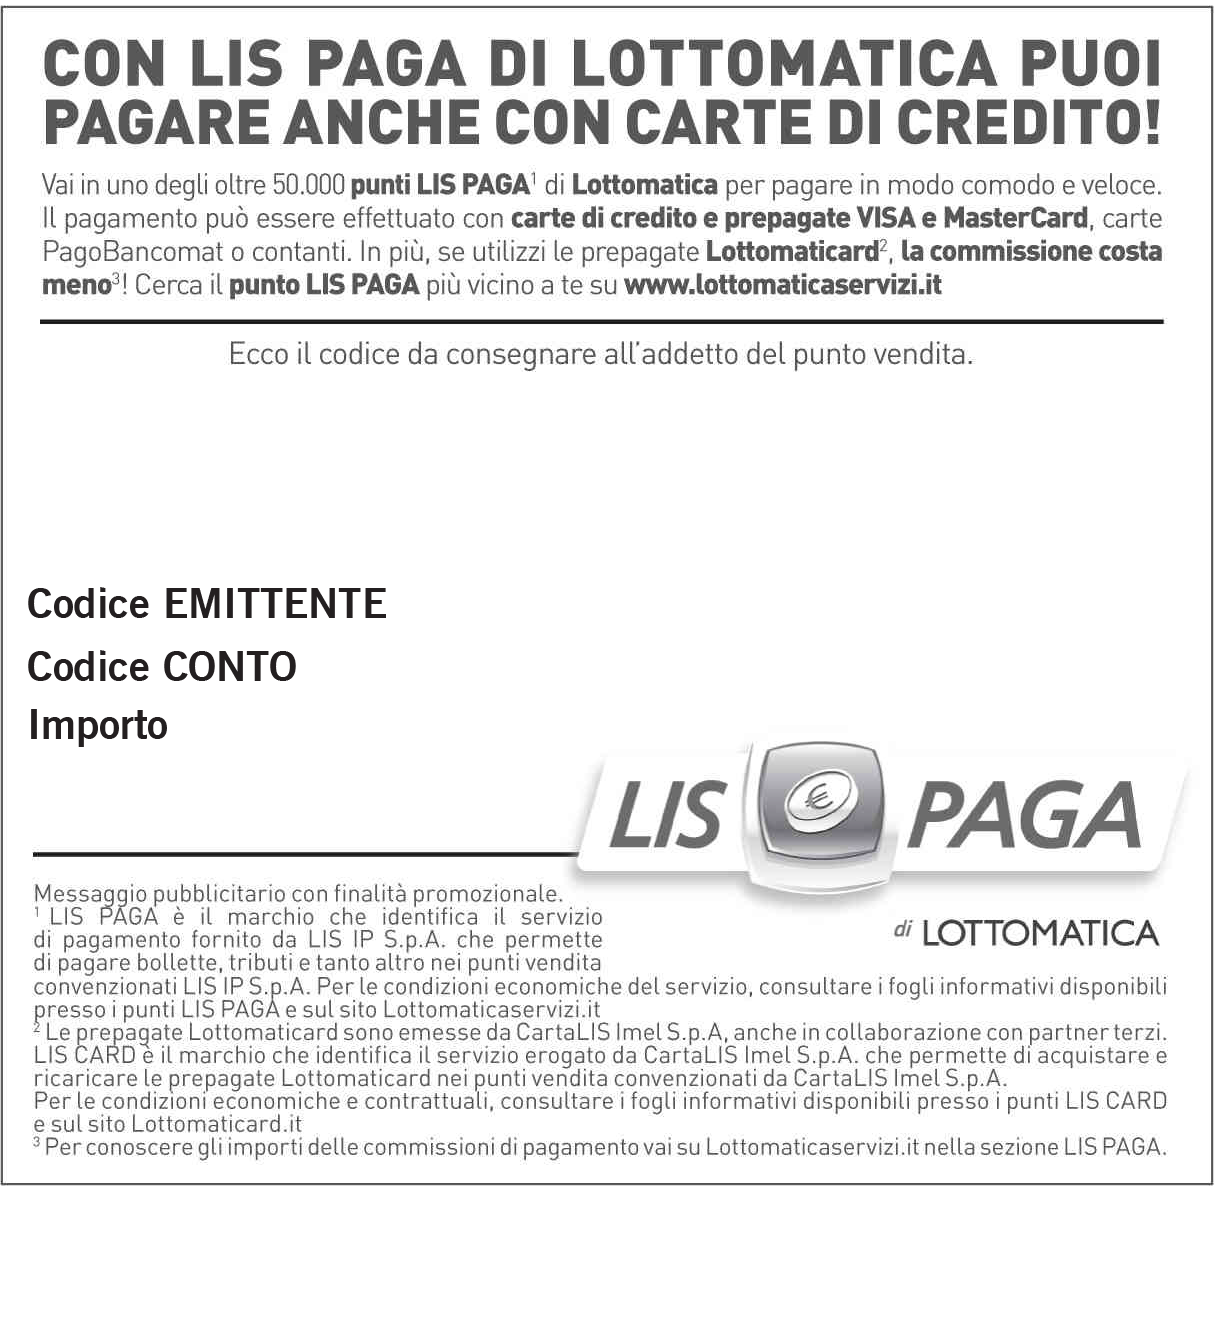 CON LIS PAGA DI LOTTOMATICA PUOI
PAGARE ANCHE CON CARTE DI CREDITO!
Vai in uno degli oltre 50.000 punti LIS PAGA¹ di Lottomatica per pagare in modo comodo e veloce.
Il pagamento può essere effettuato con carte di credito e prepagate VISA e MasterCard, carte
PagoBancomat o contanti. In più, se utilizzi le prepagate Lottomaticard², la commissione costa
meno³! Cerca il punto LIS PAGA più vicino a te su www.lottomaticaservizi.it
Ecco il codice da consegnare all'addetto del punto vendita.
Codice EMITTENTE
Codice CONTO
Importo
LIS € PAGA
di LOTTOMATICA
Messaggio pubblicitario con finalità promozionale.
¹ LIS PAGA è il marchio che identifica il servizio
di pagamento fornito da LIS IP S.p.A. che permette
di pagare bollette, tributi e tanto altro nei punti vendita
convenzionati LIS IP S.p.A. Per le condizioni economiche del servizio, consultare i fogli informativi disponibili
presso i punti LIS PAGA e sul sito Lottomaticaservizi.it
² Le prepagate Lottomaticard sono emesse da CartaLIS Imel S.p.A, anche in collaborazione con partner terzi.
LIS CARD è il marchio che identifica il servizio erogato da CartaLIS Imel S.p.A. che permette di acquistare e
ricaricare le prepagate Lottomaticard nei punti vendita convenzionati da CartaLIS Imel S.p.A.
Per le condizioni economiche e contrattuali, consultare i fogli informativi disponibili presso i punti LIS CARD
e sul sito Lottomaticard.it
³ Per conoscere gli importi delle commissioni di pagamento vai su Lottomaticaservizi.it nella sezione LIS PAGA.